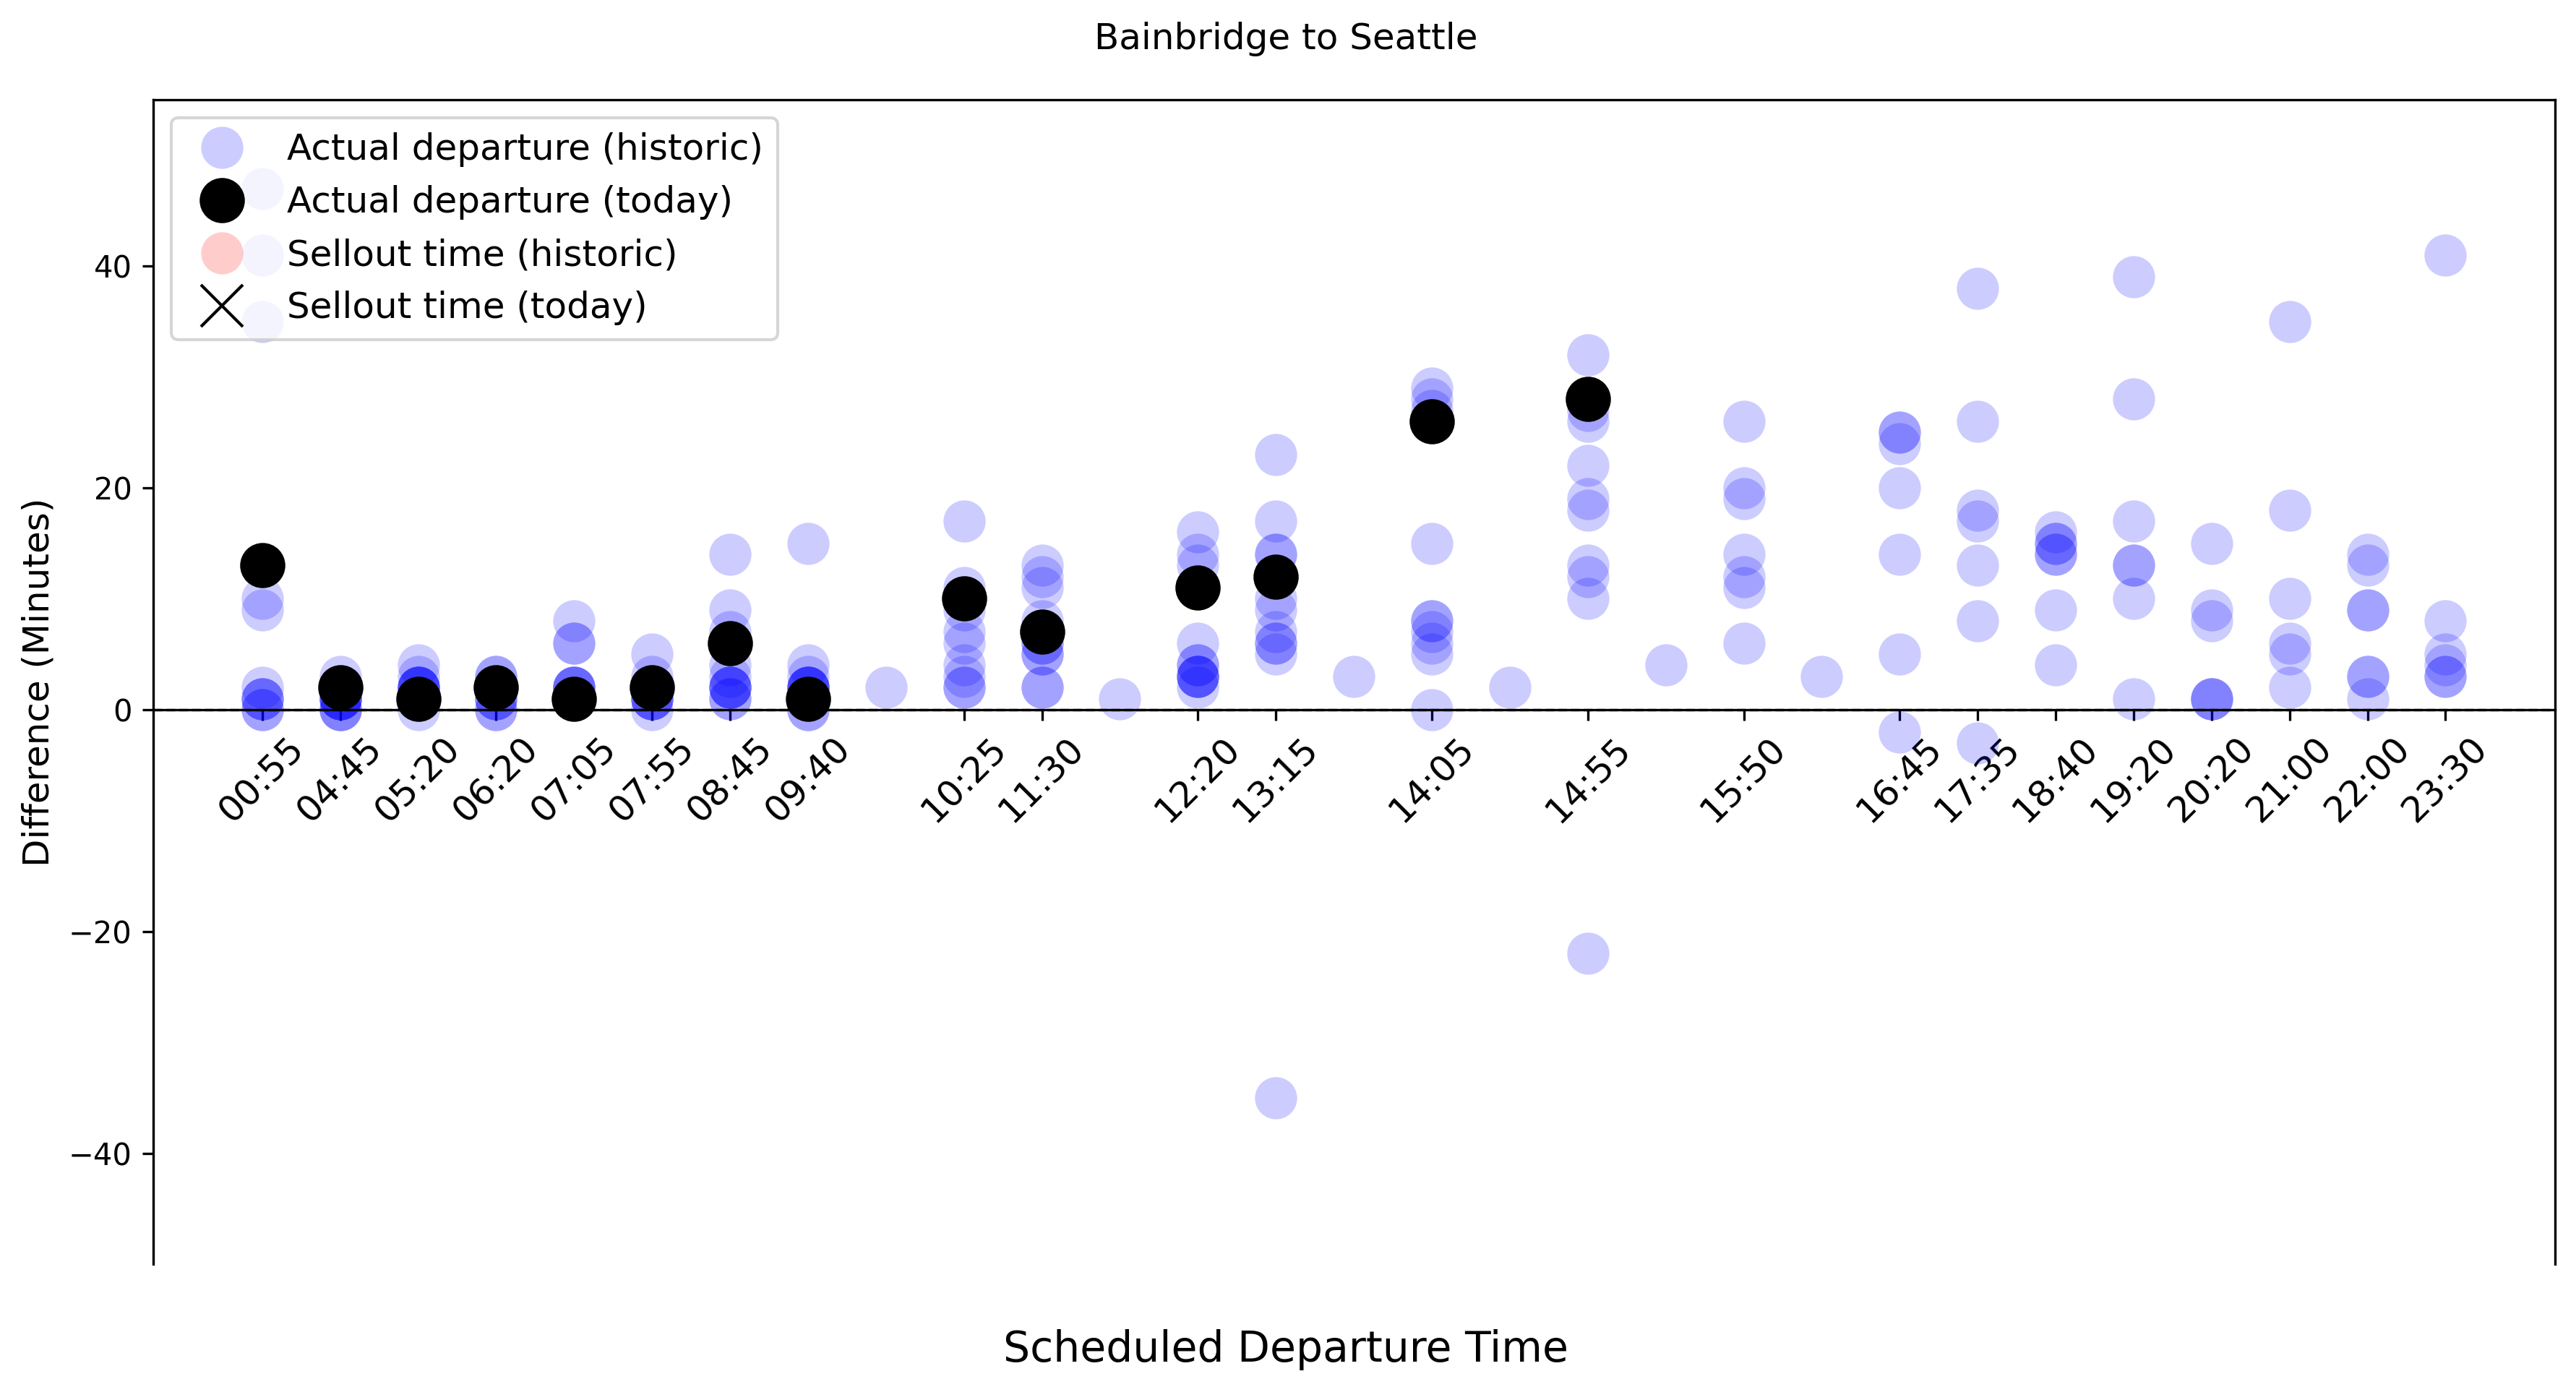 Bainbridge to Seattle
Actual departure (historic)
Actual departure (today)
Sellout time (historic)
Sellout time (today)
Difference (Minutes)
40
20
0
−20
−40
00:55 04:45 05:20 06:20 07:05 07:55 08:45 09:40 10:25 11:30 12:20 13:15 14:05 14:55 15:50 16:45 17:35 18:40 19:20 20:20 21:00 22:00 23:30
Scheduled Departure Time